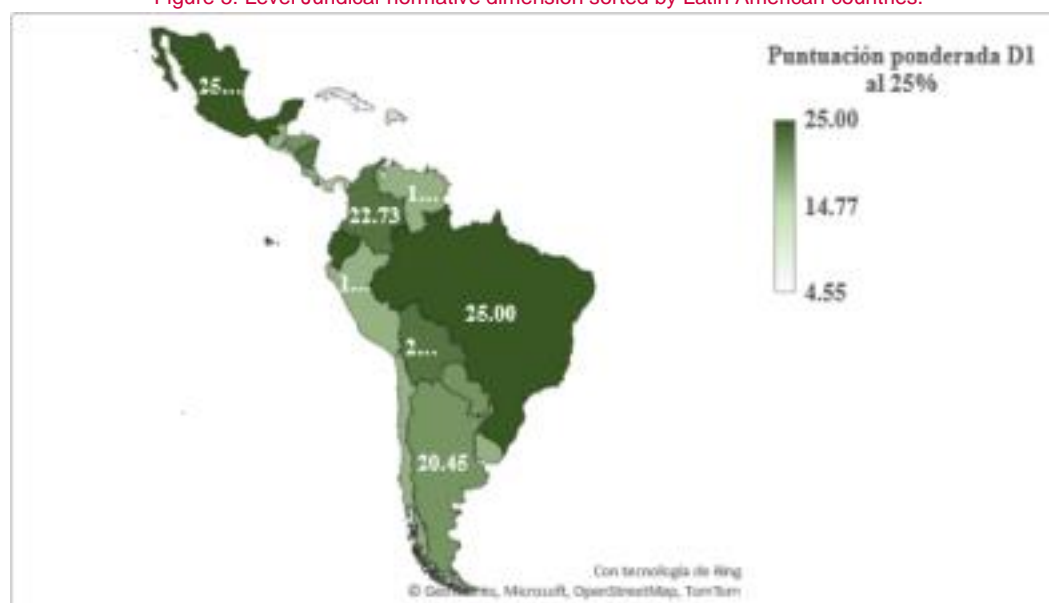 Figure 3. Level Juridical normative dimension sorted by Latin American countries.
Puntuación ponderada D1
al 25%
25.00
25...
14.77
1...
22.73
4.55
1...
25.00
2...
20.45
Con tecnología de Bing
© GeoNames, Microsoft, OpenStreetMap, TomTom